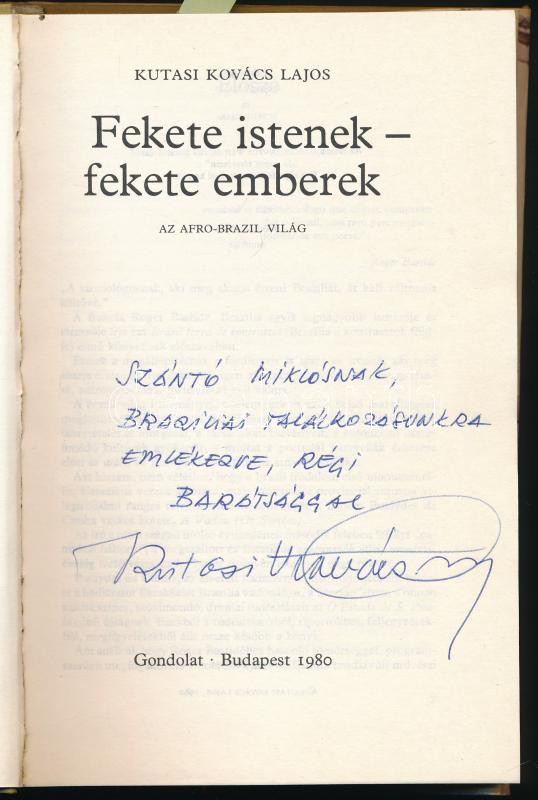 KUTASI KOVÁCS LAJOS
Fekete istenek –
fekete emberek
AZ AFRO-BRAZIL VILÁG
SZÁNTÓ MIKLÓSNAK,
BRAZILIAI TALÁLKOZÁSUNKRA
EMLÉKEZVE, RÉGI
BARÁTSÁGGAL
Kutasi Kovács
Gondolat · Budapest 1980